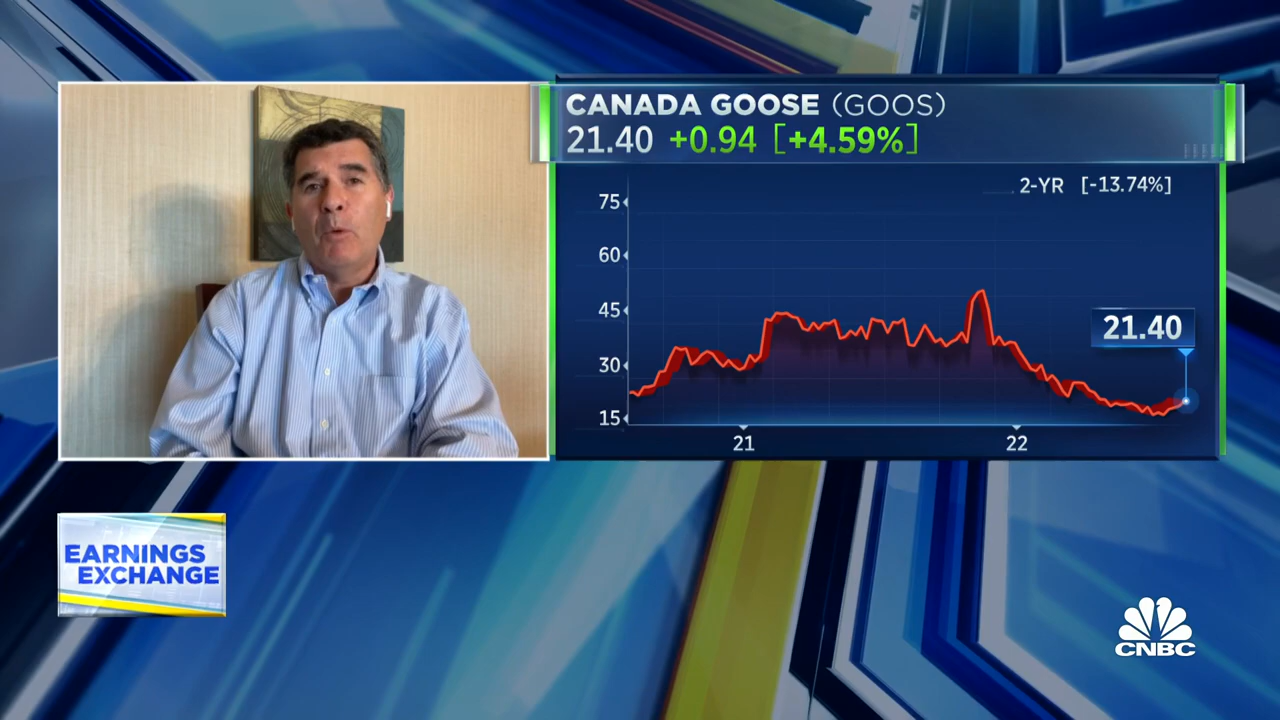 CANADA GOOSE (GOOS)
21.40 +0.94 [+4.59%]
2-YR [-13.74%]
75
60
45
30
15
21.40
21
22
EARNINGS
EXCHANGE
CNBC